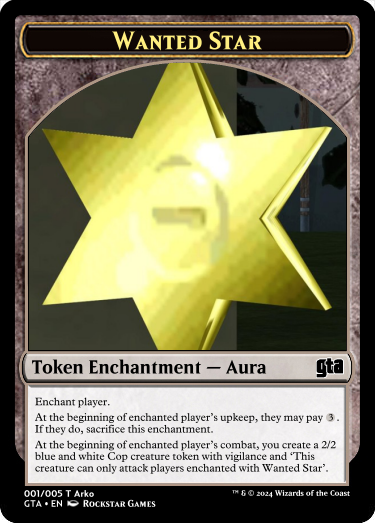 Wanted Star
Token Enchantment — Aura
gta
Enchant player.
At the beginning of enchanted player's upkeep, they may pay 3.
If they do, sacrifice this enchantment.
At the beginning of enchanted player's combat, you create a 2/2
blue and white Cop creature token with vigilance and 'This
creature can only attack players enchanted with Wanted Star'.
001/005 T Arko
GTA • EN Rockstar Games
™ & © 2024 Wizards of the Coast